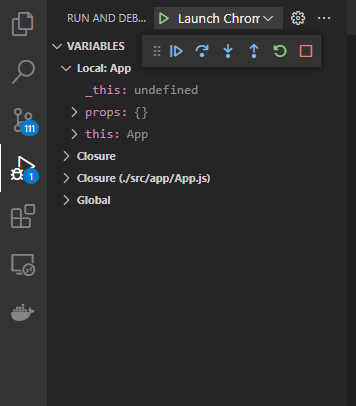 RUN AND DEB... Launch Chrom
VARIABLES
Local: App
_this: undefined
props: {}
this: App
Closure
Closure (./src/app/App.js)
Global
111
1